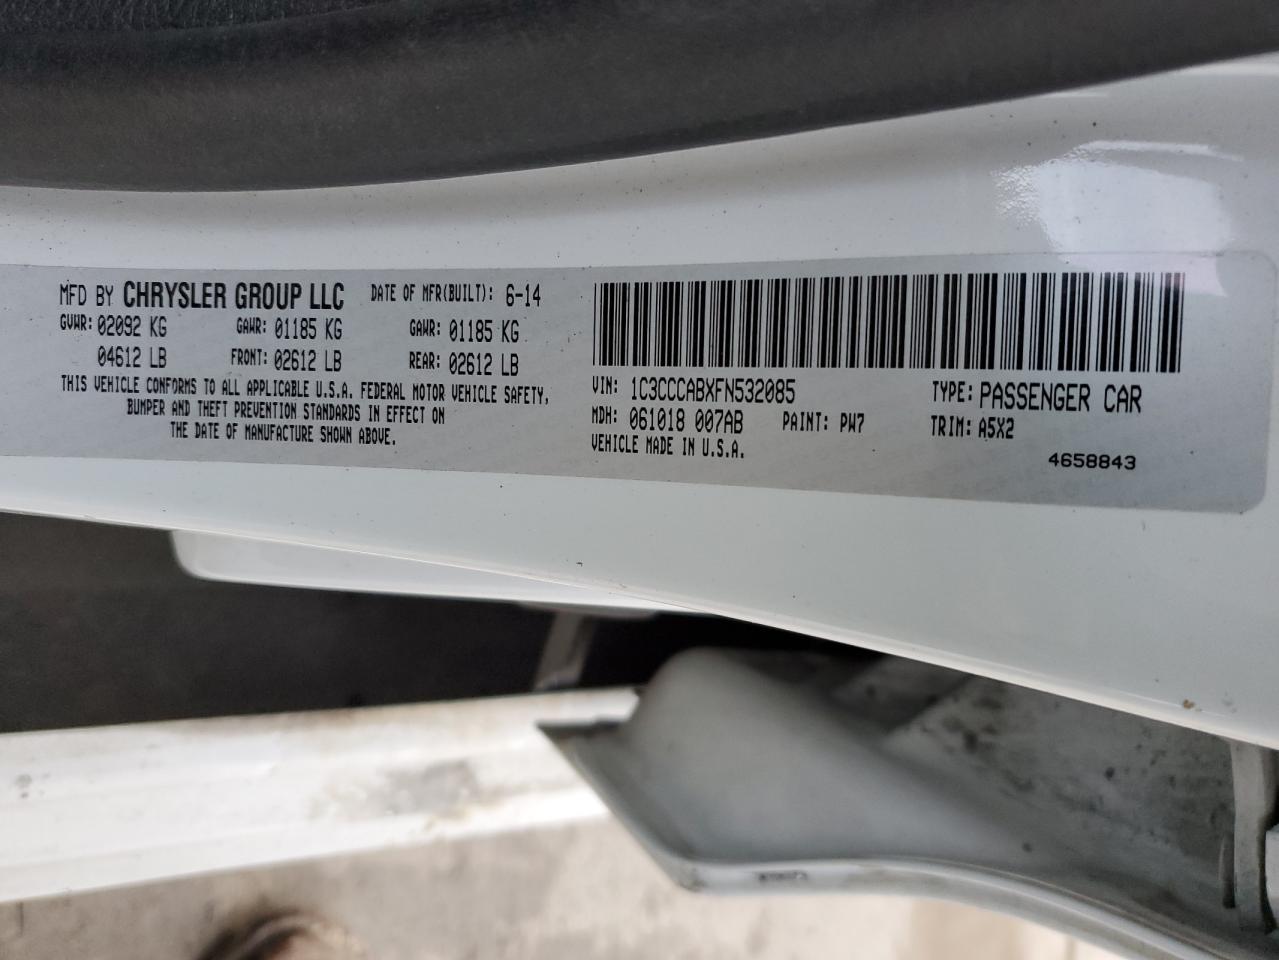 MFD BY CHRYSLER GROUP LLC DATE OF MFR(BUILT): 6-14
GVWR: 02092 KG GAWR: 01185 KG GAWR: 01185 KG
04612 LB FRONT: 02612 LB REAR: 02612 LB
THIS VEHICLE CONFORMS TO ALL APPLICABLE U.S.A. FEDERAL MOTOR VEHICLE SAFETY,
BUMPER AND THEFT PREVENTION STANDARDS IN EFFECT ON
THE DATE OF MANUFACTURE SHOWN ABOVE.
VIN: 1C3CCCABXFN532085 TYPE: PASSENGER CAR
MDH: 061018 007AB PAINT: PW7 TRIM: A5X2
VEHICLE MADE IN U.S.A.
4658843